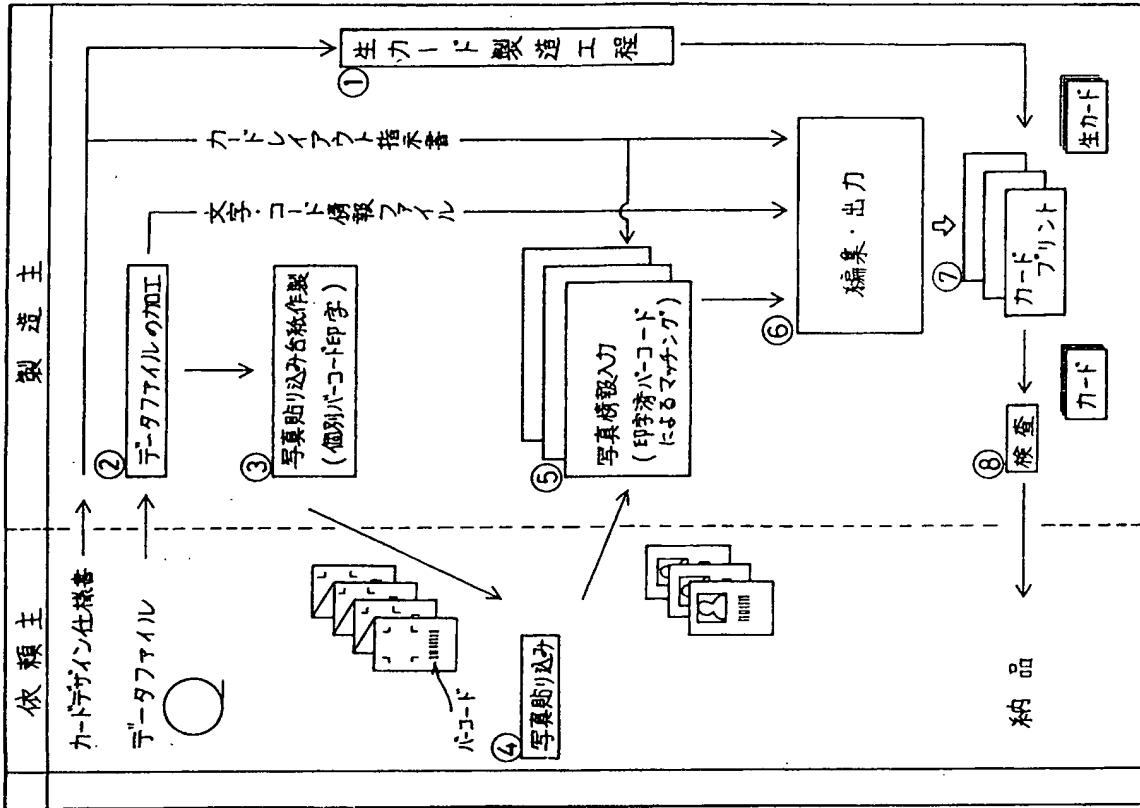 依頼主
製造主
カードデザイン仕様書
データファイル
②
データファイルの加工
文字・コード情報ファイル
カードレイアウト指示書
①
生カード製造工程
③
写真貼り込み台紙作製
(個別バーコード印字)
バーコード
④
写真貼り込み
⑤
写真情報入力
(印字済バーコード
によるマッチング)
⑥
編集・出力
⑦
カード
プリント
生カード
カード
⑧
検査
納品